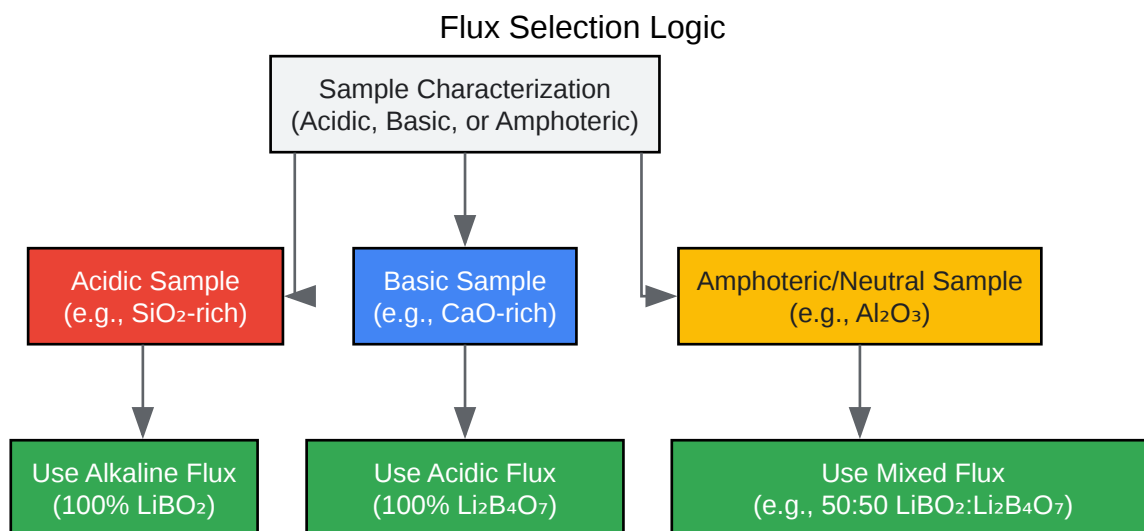 Flux Selection Logic
Sample Characterization
(Acidic, Basic, or Amphoteric)
Acidic Sample
(e.g., SiO₂-rich)
Basic Sample
(e.g., CaO-rich)
Amphoteric/Neutral Sample
(e.g., Al₂O₃)
Use Alkaline Flux
(100% LiBO₂)
Use Acidic Flux
(100% Li₂B₄O₇)
Use Mixed Flux
(e.g., 50:50 LiBO₂:Li₂B₄O₇)